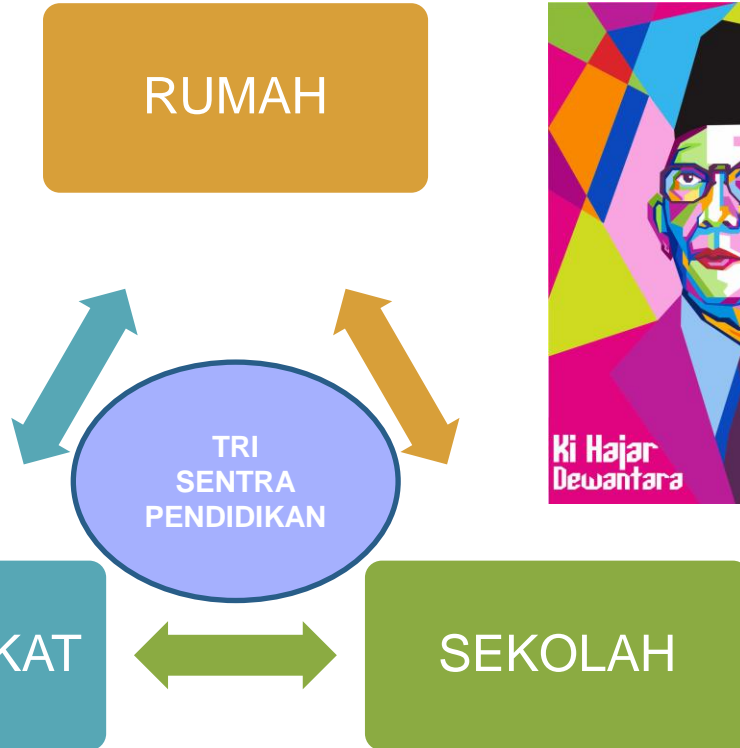 RUMAH
TRI
SENTRA
PENDIDIKAN
Ki Hajar
Dewantara
KAT
SEKOLAH